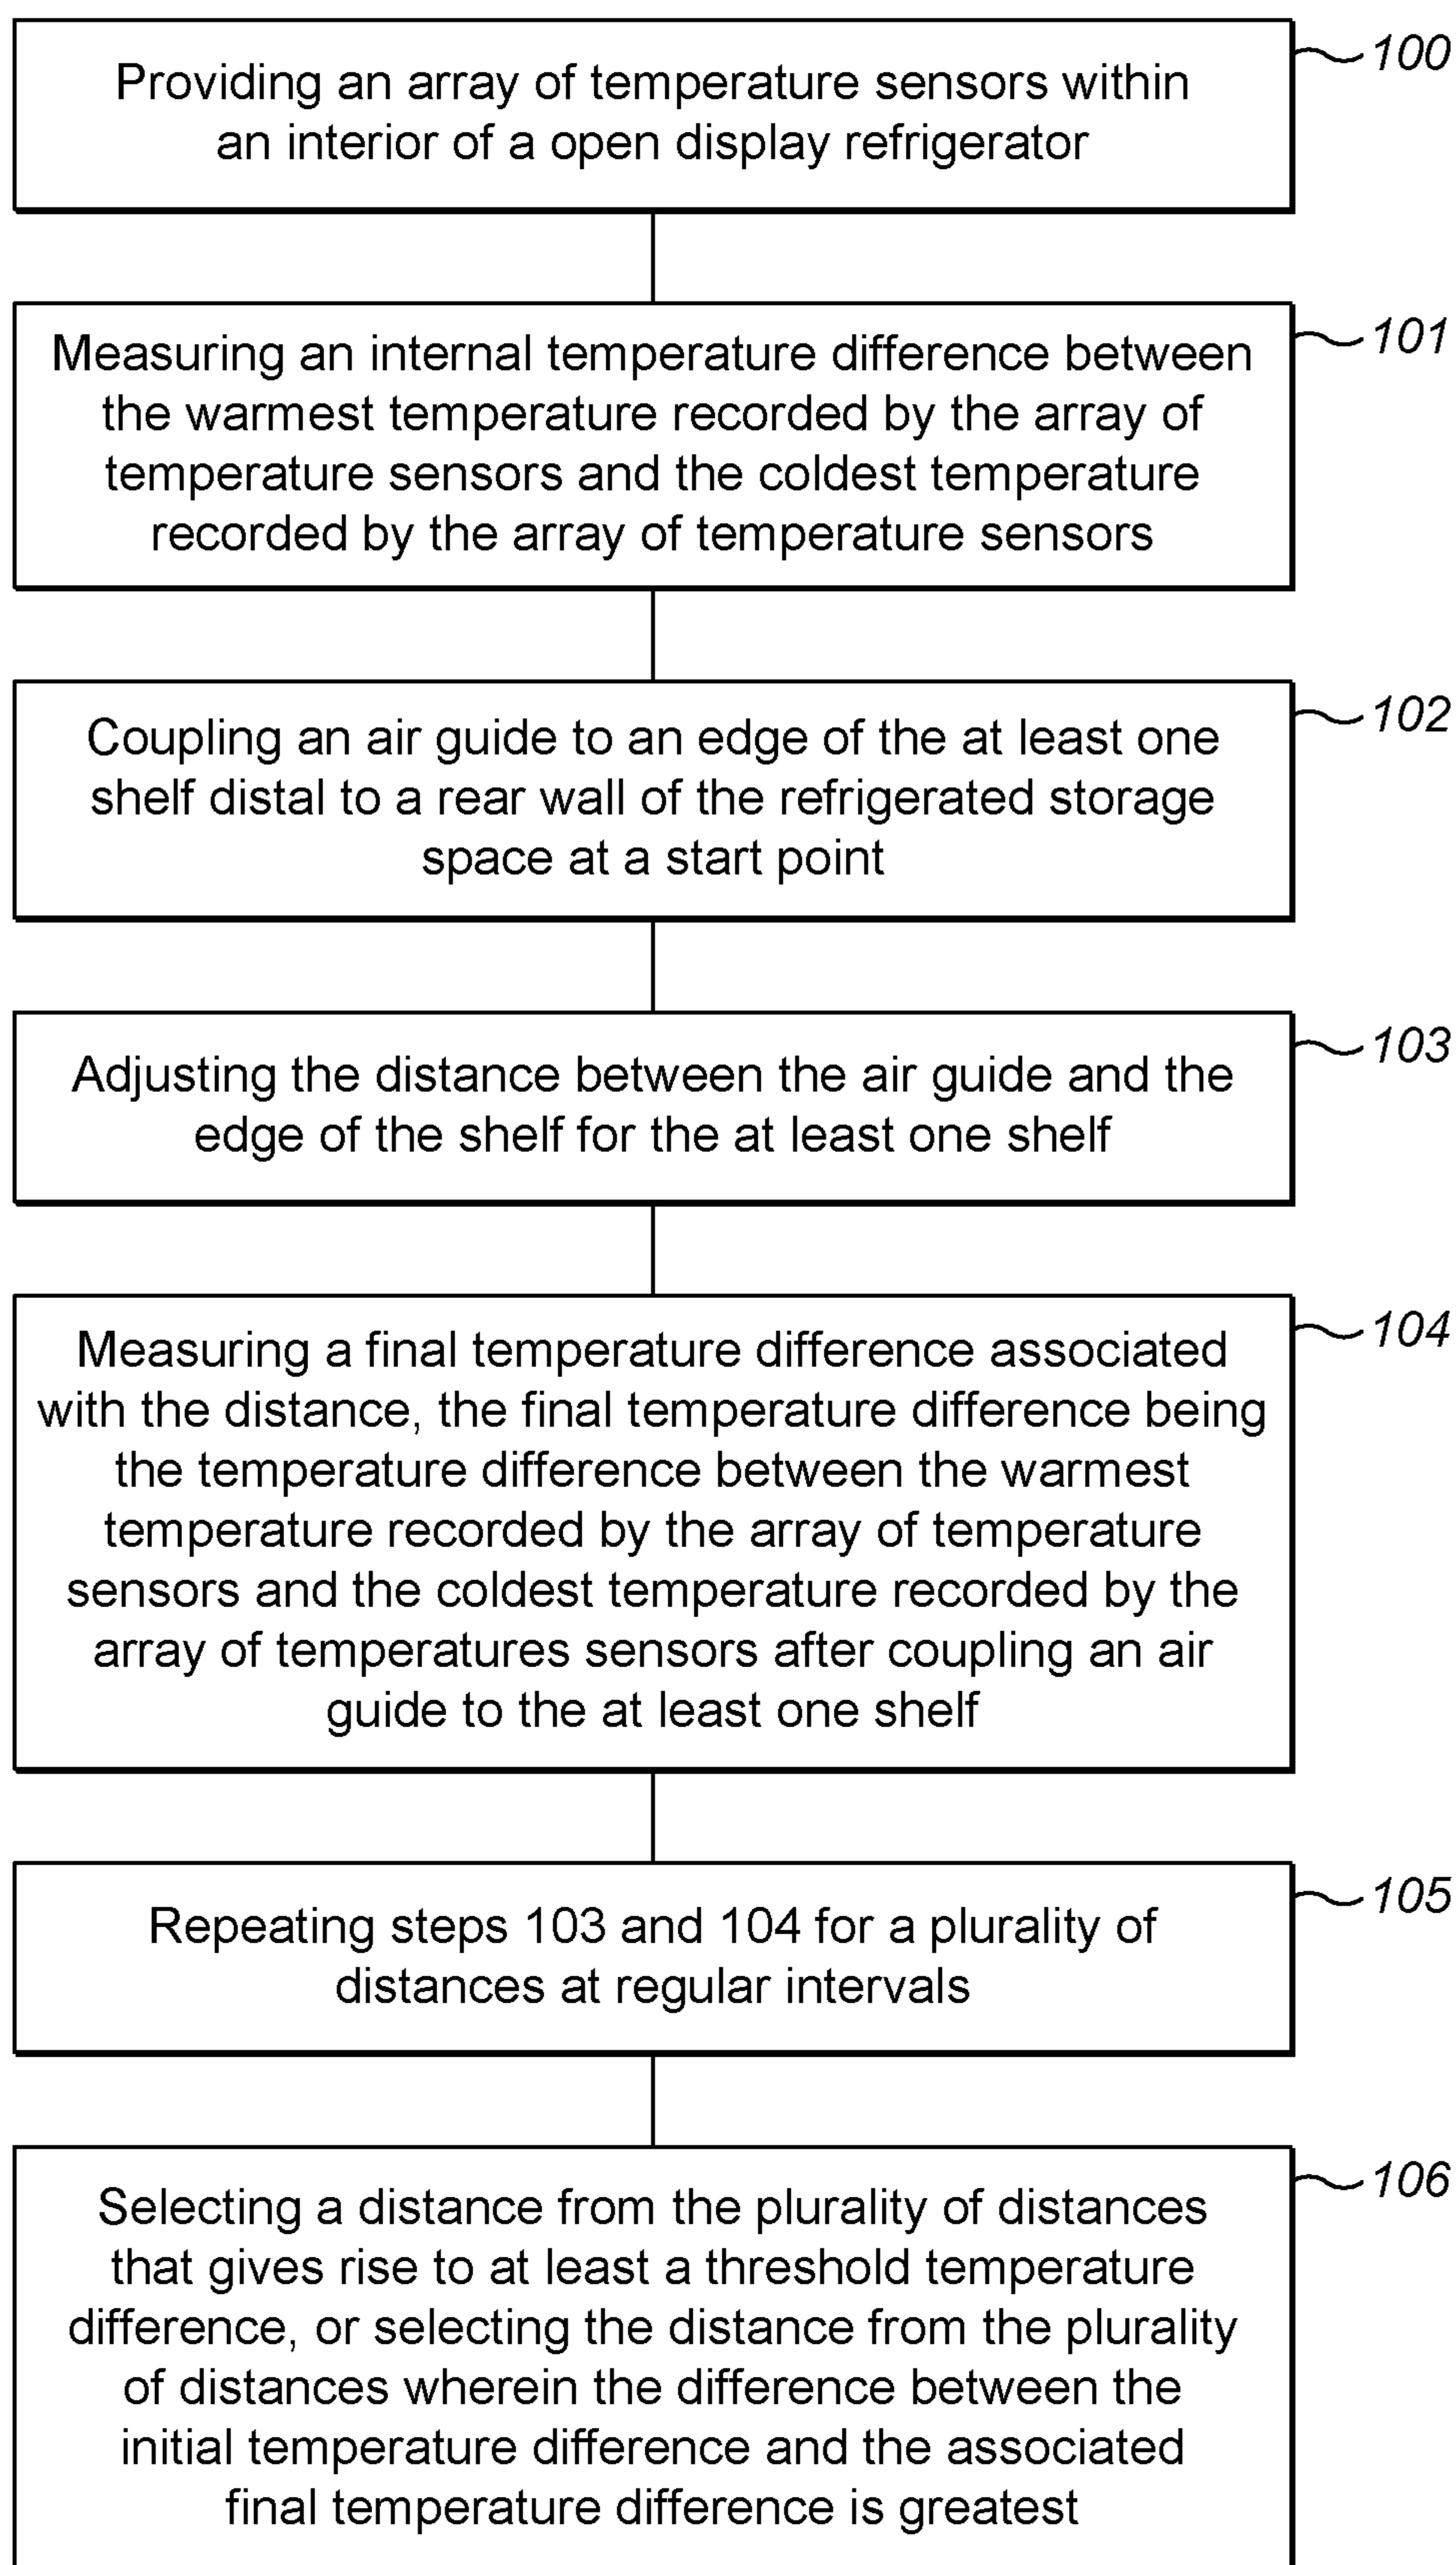 Providing an array of temperature sensors within
an interior of a open display refrigerator
100
Measuring an internal temperature difference between
the warmest temperature recorded by the array of
temperature sensors and the coldest temperature
recorded by the array of temperature sensors
101
Coupling an air guide to an edge of the at least one
shelf distal to a rear wall of the refrigerated storage
space at a start point
102
Adjusting the distance between the air guide and the
edge of the shelf for the at least one shelf
103
Measuring a final temperature difference associated
with the distance, the final temperature difference being
the temperature difference between the warmest
temperature recorded by the array of temperature
sensors and the coldest temperature recorded by the
array of temperatures sensors after coupling an air
guide to the at least one shelf
104
Repeating steps 103 and 104 for a plurality of
distances at regular intervals
105
Selecting a distance from the plurality of distances
that gives rise to at least a threshold temperature
difference, or selecting the distance from the plurality
of distances wherein the difference between the
initial temperature difference and the associated
final temperature difference is greatest
106